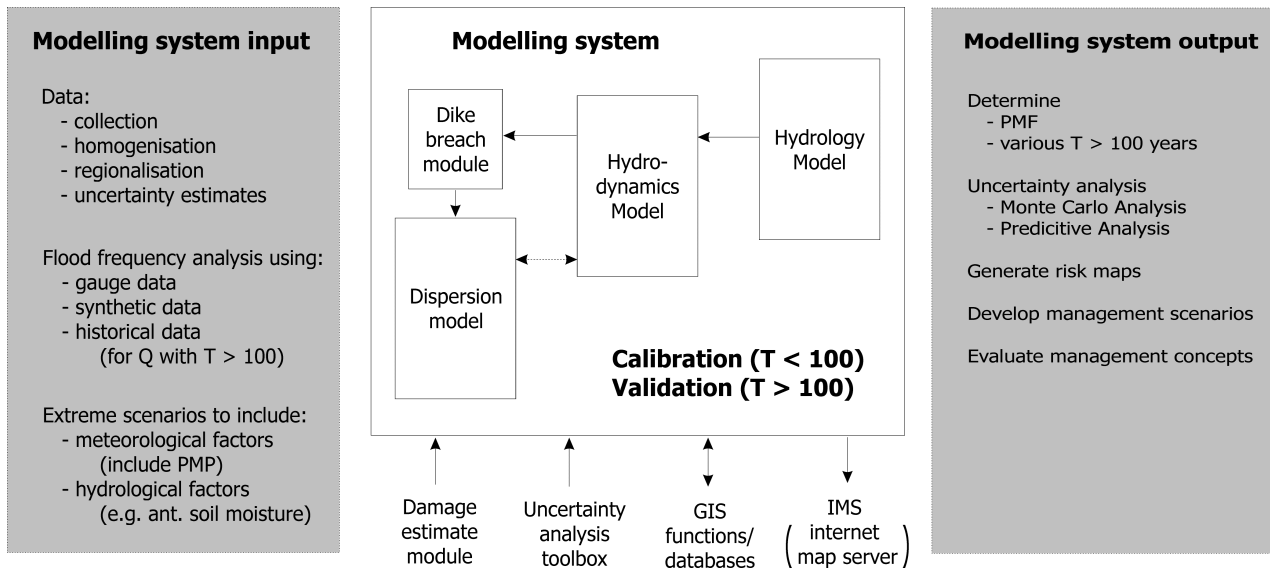 Modelling system input
Data:
- collection
- homogenisation
- regionalisation
- uncertainty estimates
Flood frequency analysis using:
- gauge data
- synthetic data
- historical data
(for Q with T > 100)
Extreme scenarios to include:
- meteorological factors
(include PMP)
- hydrological factors
(e.g. ant. soil moisture)
Modelling system
Dike
breach
module
Hydro-
dynamics
Model
Hydrology
Model
Dispersion
model
Calibration (T < 100)
Validation (T > 100)
Damage
estimate
module
Uncertainty
analysis
toolbox
GIS
functions/
databases
IMS
internet
(map server)
Modelling system output
Determine
- PMF
- various T > 100 years
Uncertainty analysis
- Monte Carlo Analysis
- Predicitive Analysis
Generate risk maps
Develop management scenarios
Evaluate management concepts